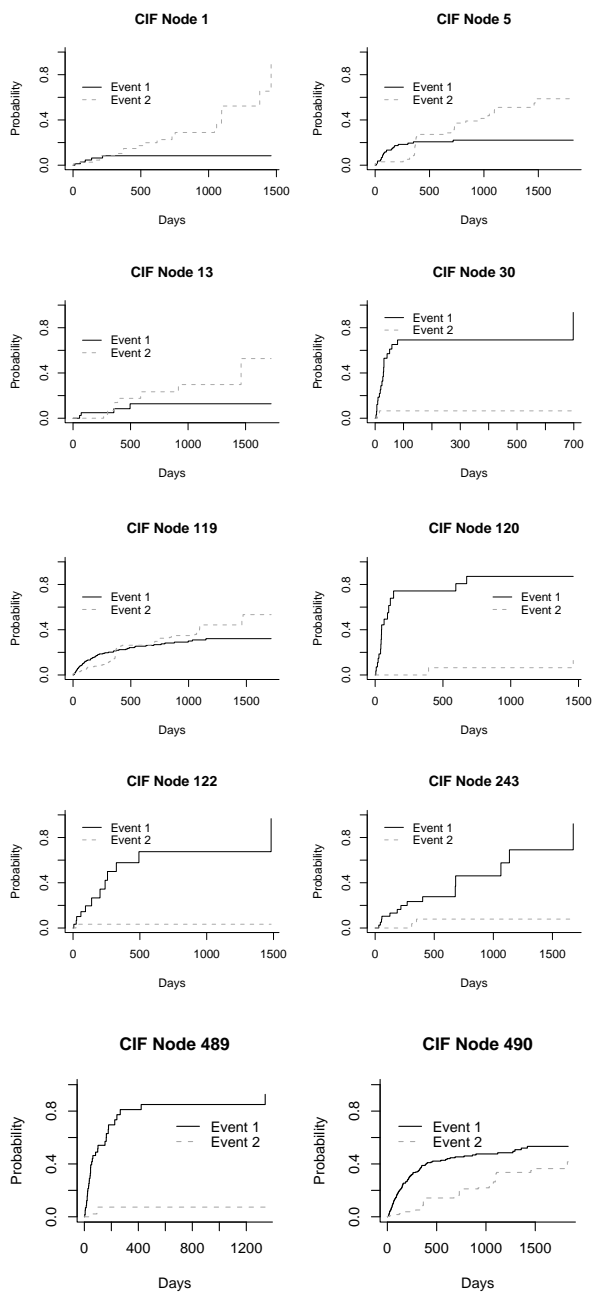 CIF Node 1
Probability
0.0 0.4 0.8
Event 1
Event 2
0 500 1000 1500
Days
CIF Node 5
Probability
0.0 0.4 0.8
Event 1
Event 2
0 500 1000 1500
Days
CIF Node 13
Probability
0.0 0.4 0.8
Event 1
Event 2
0 500 1000 1500
Days
CIF Node 30
Probability
0.0 0.4 0.8
Event 1
Event 2
0 100 300 500 700
Days
CIF Node 119
Probability
0.0 0.4 0.8
Event 1
Event 2
0 500 1000 1500
Days
CIF Node 120
Probability
0.0 0.4 0.8
Event 1
Event 2
0 500 1000 1500
Days
CIF Node 122
Probability
0.0 0.4 0.8
Event 1
Event 2
0 500 1000 1500
Days
CIF Node 243
Probability
0.0 0.4 0.8
Event 1
Event 2
0 500 1000 1500
Days
CIF Node 489
Probability
0.0 0.4 0.8
Event 1
Event 2
0 400 800 1200
Days
CIF Node 490
Probability
0.0 0.4 0.8
Event 1
Event 2
0 500 1000 1500
Days